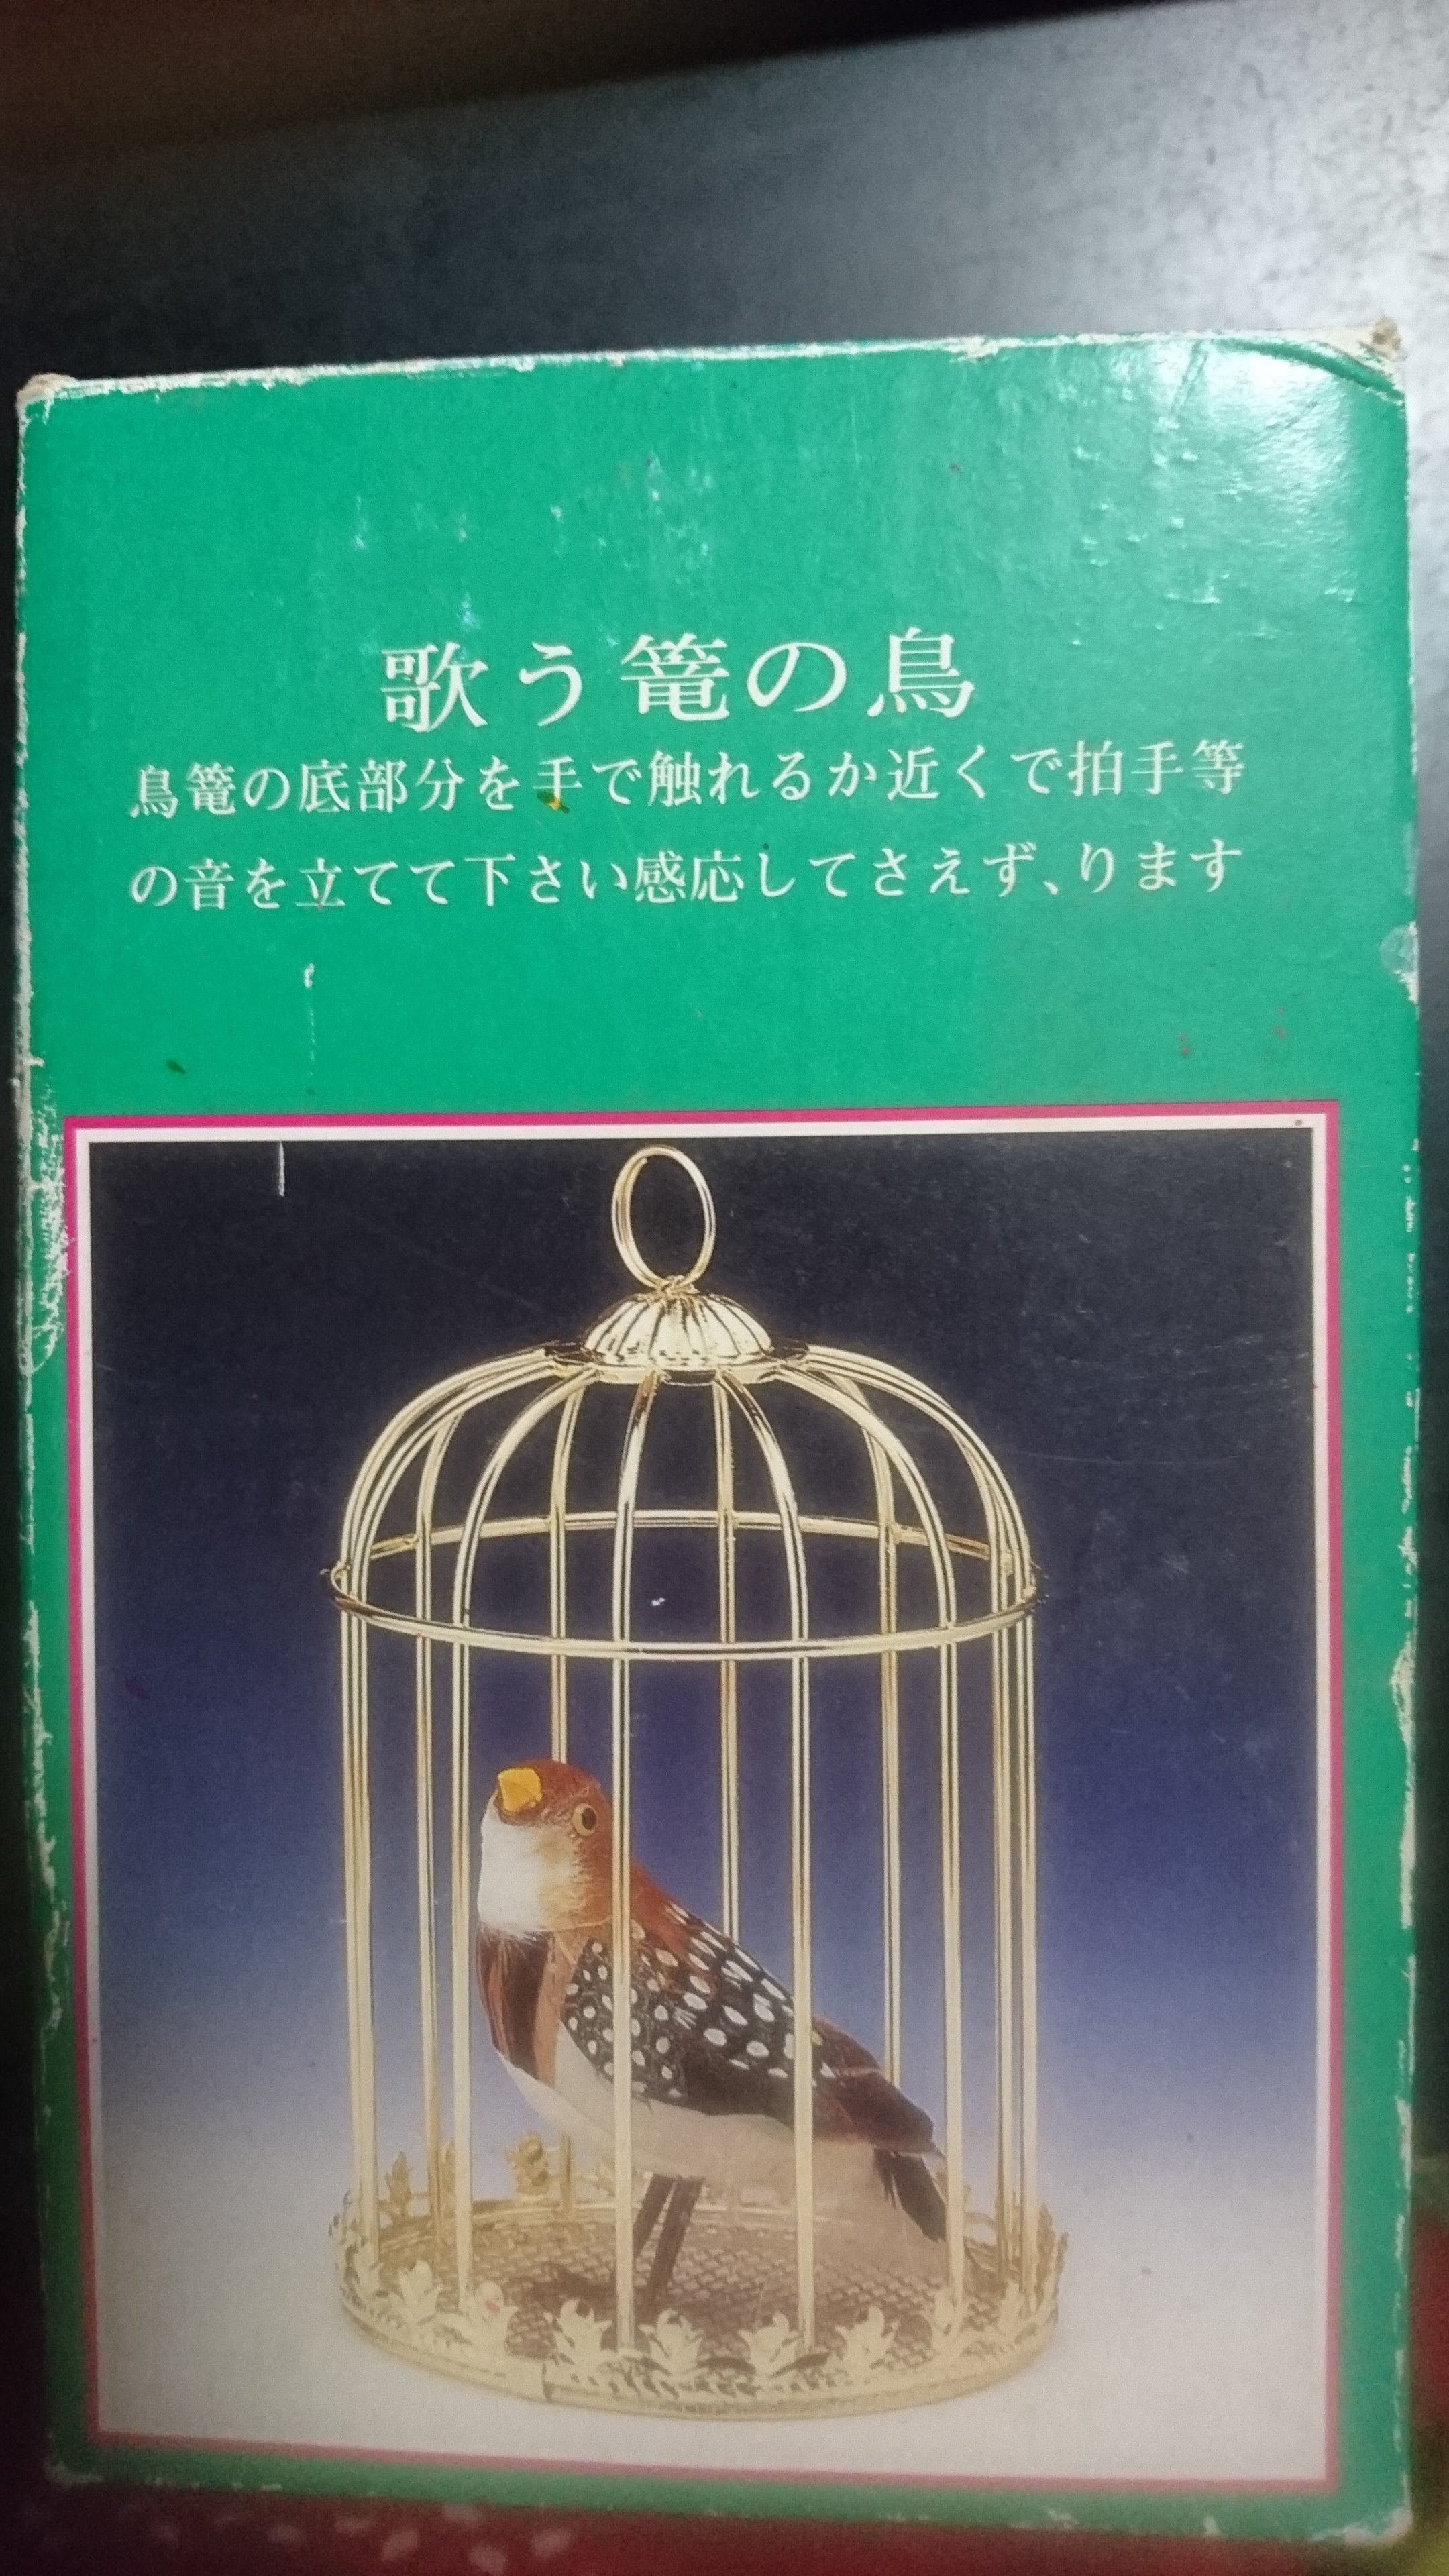 歌う篭の鳥
鳥篭の底部分を手で触れるか近くで拍手等
の音を立てて下さい感応してさえず､ります